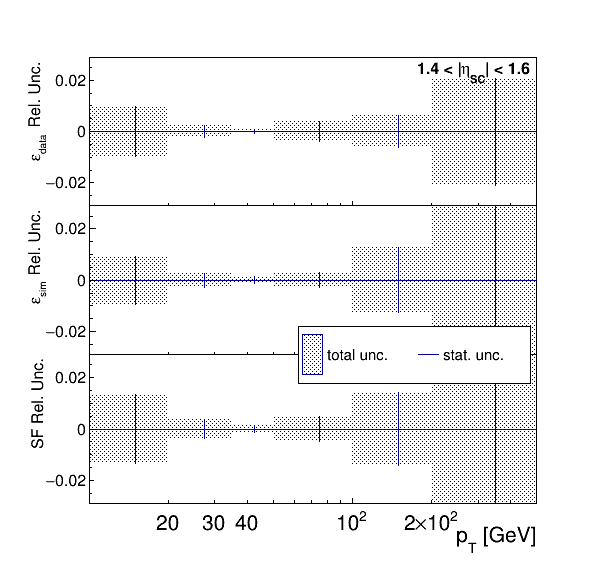 1.4 < |η_sc| < 1.6
ε_data Rel. Unc.
0.02
0
−0.02
ε_sim Rel. Unc.
0.02
0
−0.02
total unc.
stat. unc.
SF Rel. Unc.
0.02
0
−0.02
20 30 40 10² 2×10²
p_T [GeV]